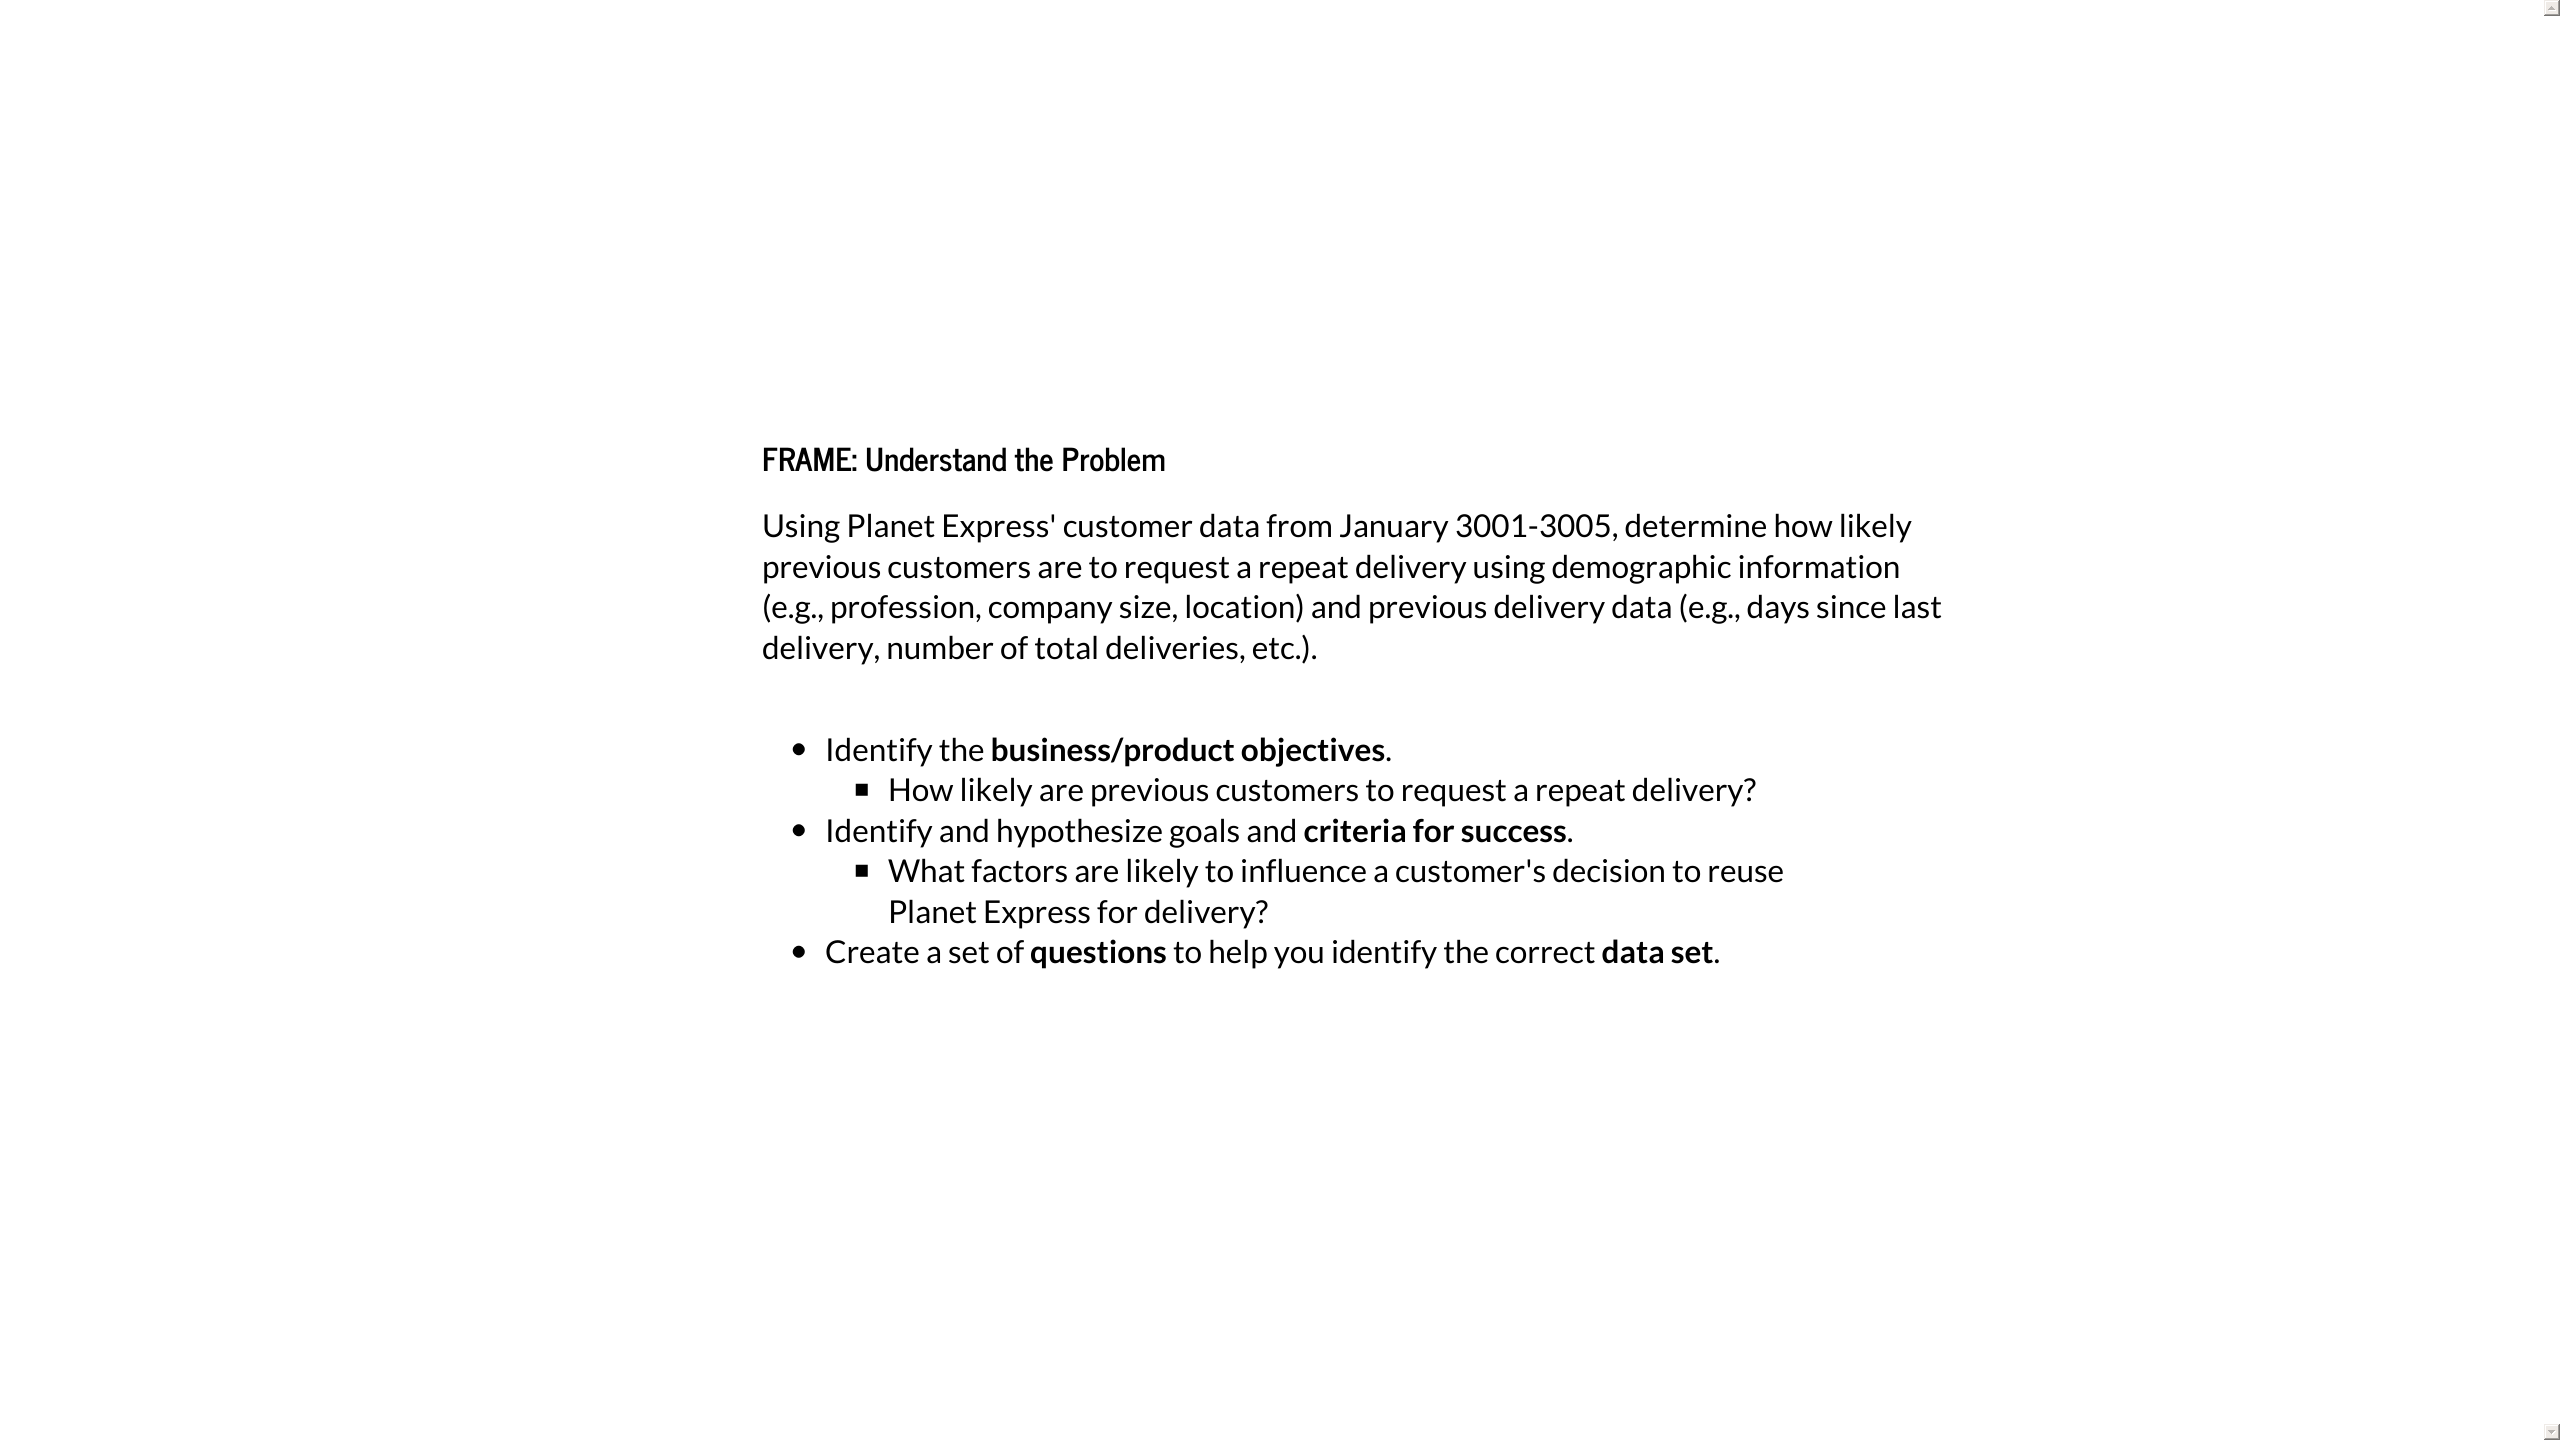 FRAME: Understand the Problem
Using Planet Express' customer data from January 3001-3005, determine how likely
previous customers are to request a repeat delivery using demographic information
(e.g., profession, company size, location) and previous delivery data (e.g., days since last
delivery, number of total deliveries, etc.).
• Identify the business/product objectives.
▪ How likely are previous customers to request a repeat delivery?
• Identify and hypothesize goals and criteria for success.
▪ What factors are likely to influence a customer's decision to reuse
Planet Express for delivery?
• Create a set of questions to help you identify the correct data set.